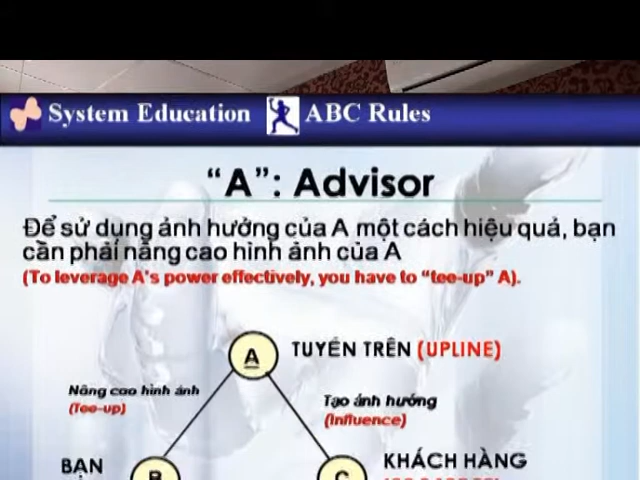 System Education ABC Rules
“A”: Advisor
Để sử dụng ảnh hưởng của A một cách hiệu quả, bạn
cần phải nâng cao hình ảnh của A
(To leverage A's power effectively, you have to “tee-up” A).
A TUYẾN TRÊN (UPLINE)
Nâng cao hình ảnh
(Tee-up)
Tạo ảnh hưởng
(Influence)
BẠN
B
C
KHÁCH HÀNG